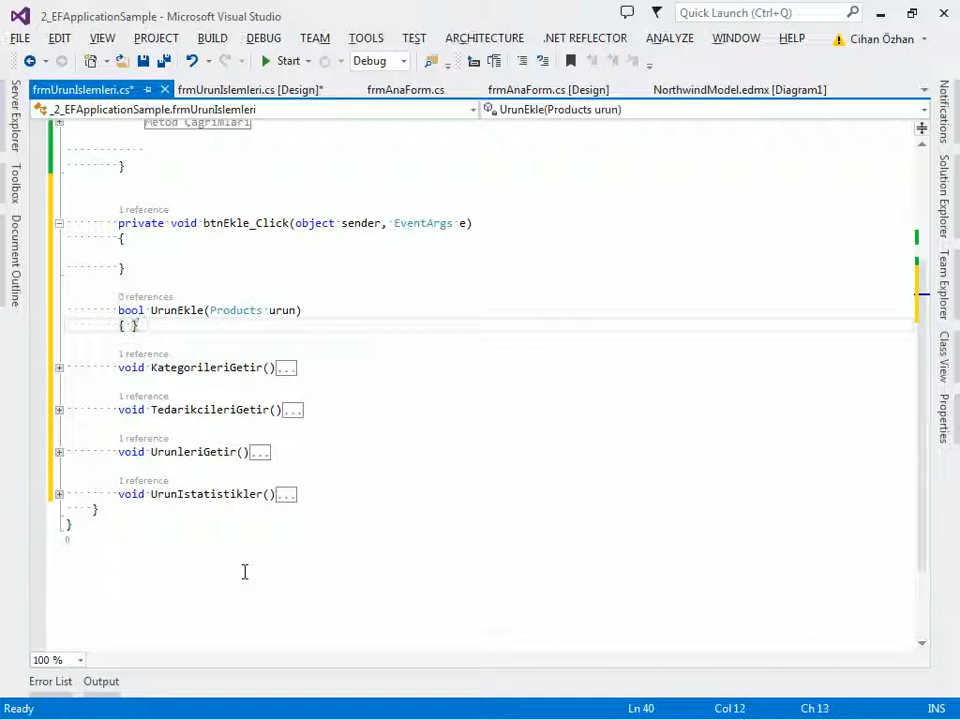 2_EFApplicationSample - Microsoft Visual Studio
Quick Launch (Ctrl+Q)
FILE EDIT VIEW PROJECT BUILD DEBUG TEAM TOOLS TEST ARCHITECTURE .NET REFLECTOR ANALYZE WINDOW HELP Cihan Özhan
Start Debug
frmUrunIslemleri.cs* frmUrunIslemleri.cs [Design]* frmAnaForm.cs frmAnaForm.cs [Design] NorthwindModel.edmx [Diagram1]
_2_EFApplicationSample.frmUrunIslemleri UrunEkle(Products urun)
Metod Çağrımları
}
1 reference
private void btnEkle_Click(object sender, EventArgs e)
{
}
0 references
bool UrunEkle(Products urun)
{ }
1 reference
void KategorileriGetir()...
1 reference
void TedarikcileriGetir()...
1 reference
void UrunleriGetir()...
1 reference
void UrunIstatistikler()...
}
}
0
100 %
Error List Output
Ready Ln 40 Col 12 Ch 13 INS
Server Explorer
Toolbox
Document Outline
Notifications
Solution Explorer
Team Explorer
Class View
Properties